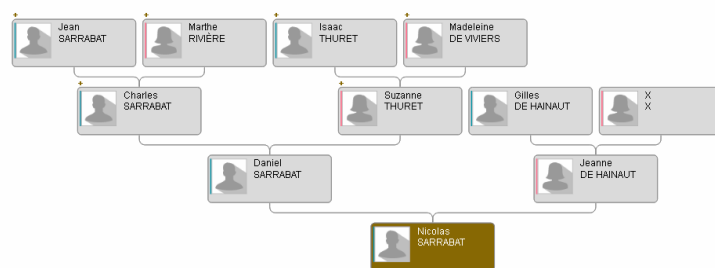 Jean
SARRABAT
Marthe
RIVIÈRE
Isaac
THURET
Madeleine
DE VIVIERS
Charles
SARRABAT
Suzanne
THURET
Gilles
DE HAINAUT
X
X
Daniel
SARRABAT
Jeanne
DE HAINAUT
Nicolas
SARRABAT